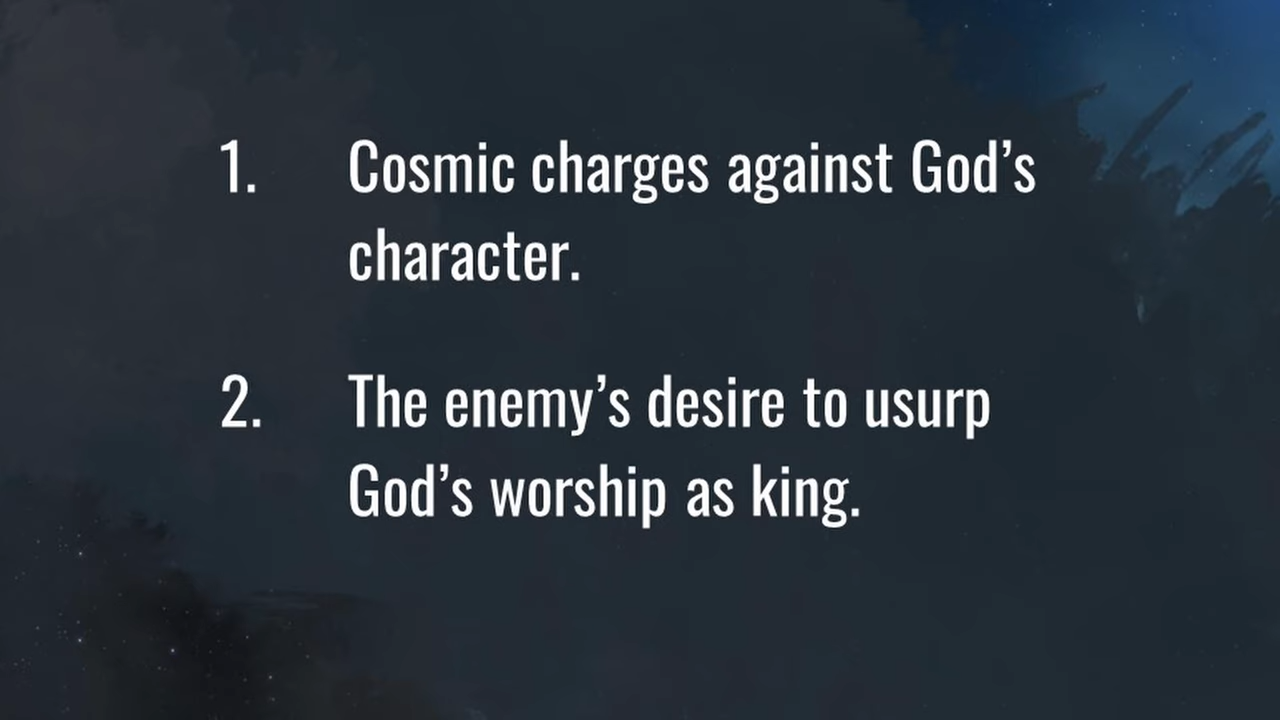 1. Cosmic charges against God’s
character.
2. The enemy’s desire to usurp
God’s worship as king.